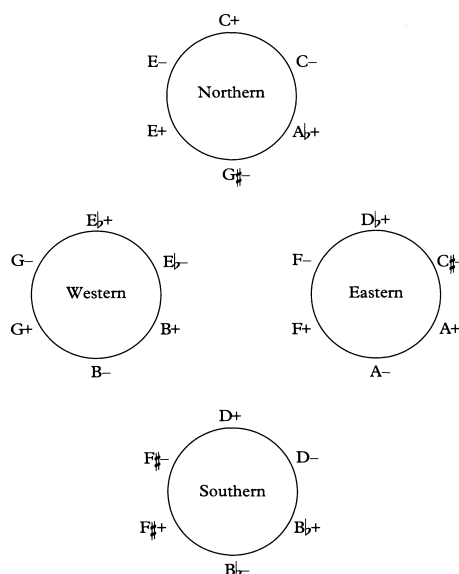 C+
E– C–
Northern
E+ A♭+
G♯–
E♭+ D♭+
G– E♭– F– C♯–
Western Eastern
G+ B+ F+ A+
B– A–
D+
F♯– D–
Southern
F♯+ B♭+
B♭–